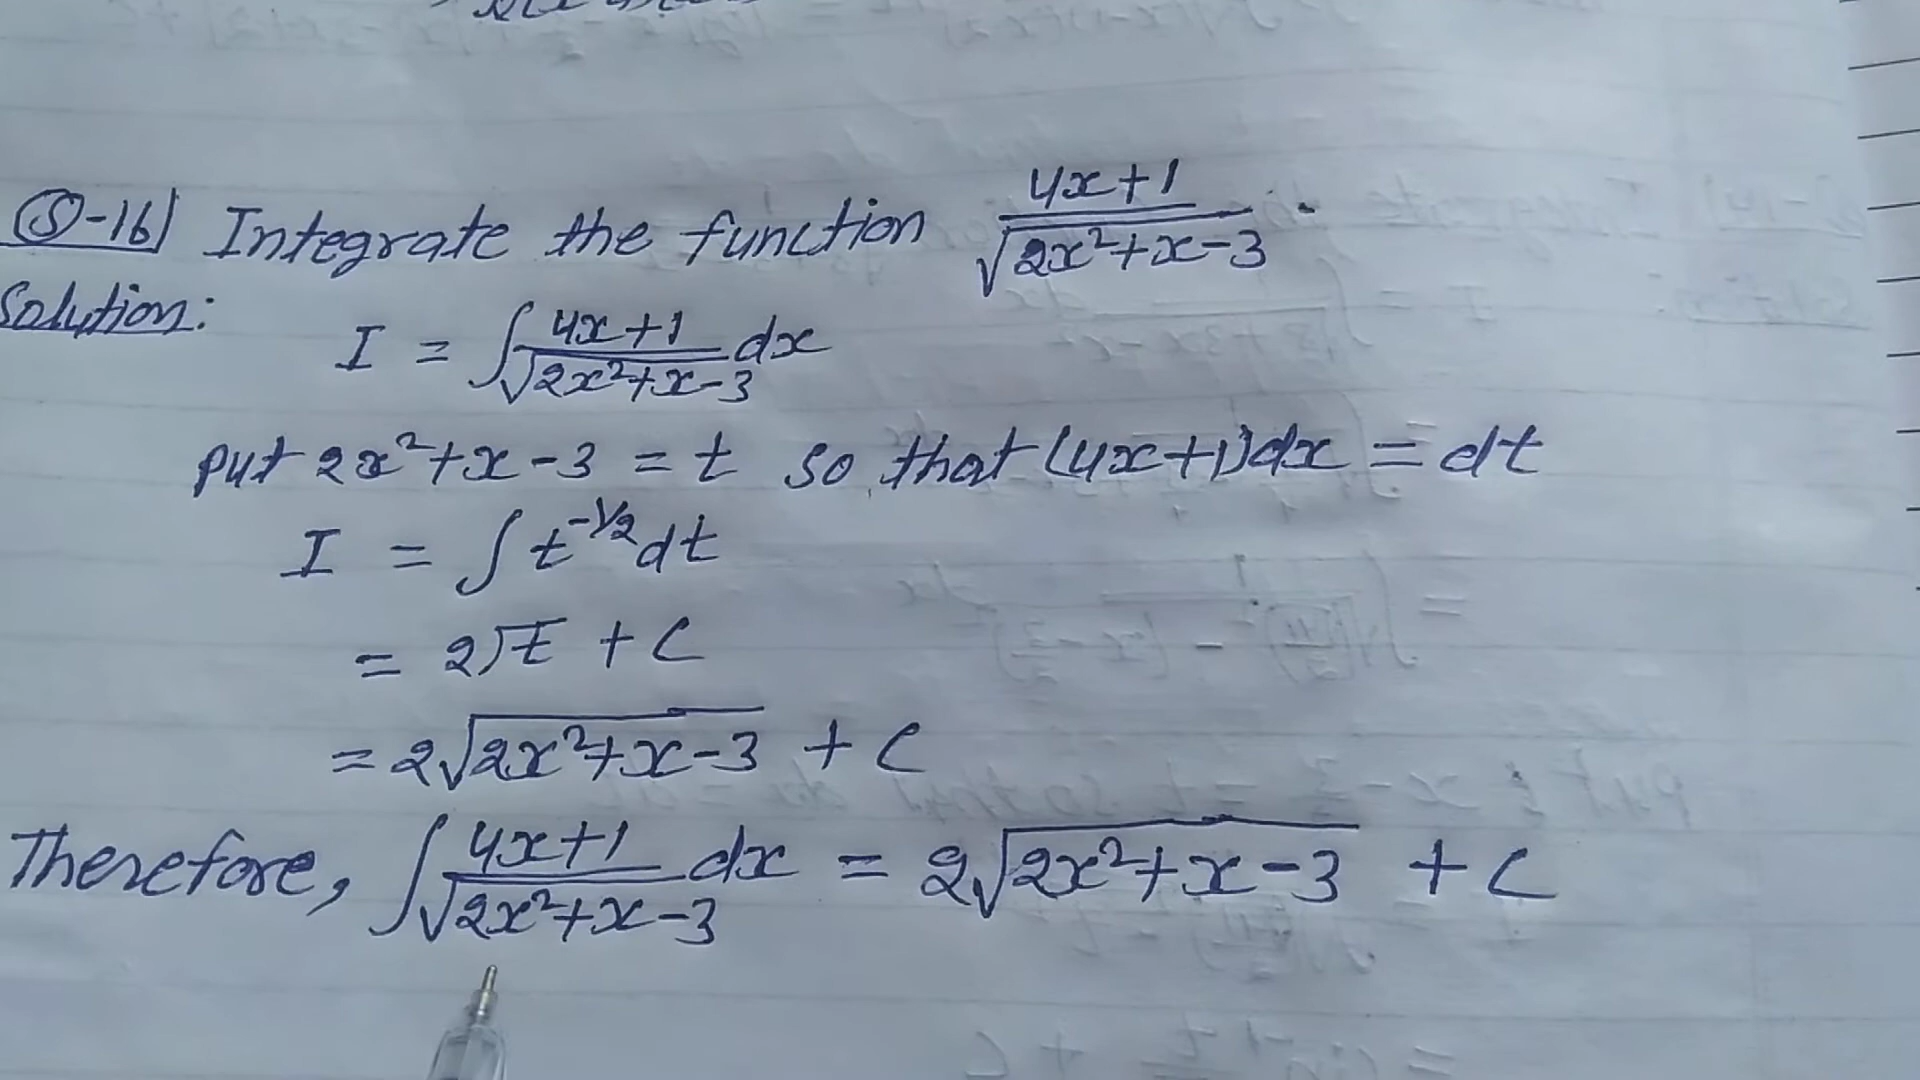 Q-16) Integrate the function (4x+1)/√(2x²+x-3) .
Solution:
I = ∫ (4x+1)/√(2x²+x-3) dx
put 2x²+x-3 = t so that (4x+1)dx = dt
I = ∫ t^(-1/2) dt
= 2√t + C
= 2√(2x²+x-3) + C
Therefore, ∫ (4x+1)/√(2x²+x-3) dx = 2√(2x²+x-3) + C